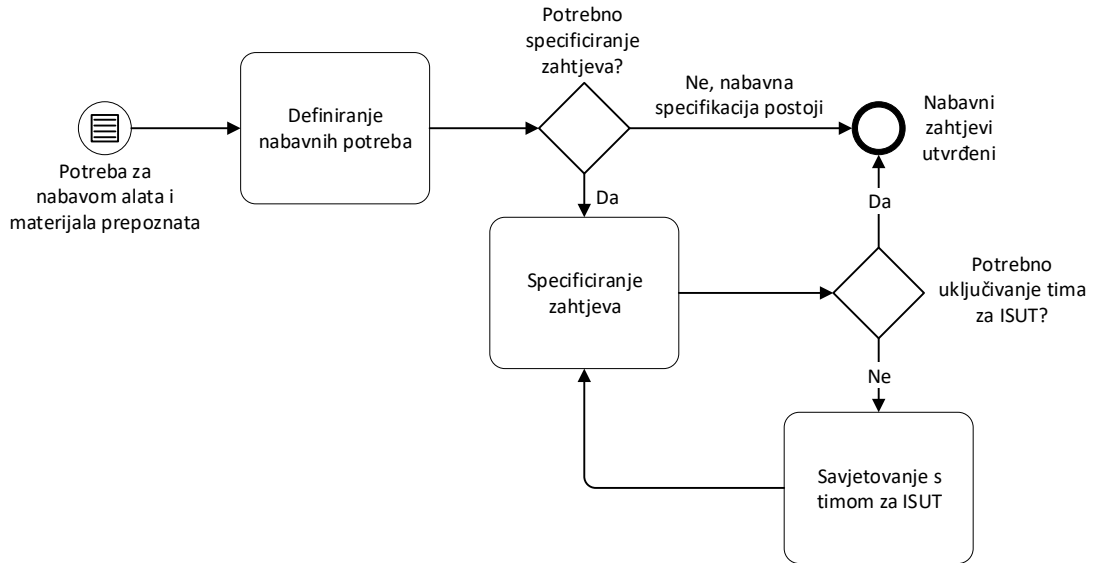 Potrebno
specificiranje
zahtjeva?
Definiranje
nabavnih potreba
Ne, nabavna
specifikacija postoji
Nabavni
zahtjevi
utvrđeni
Potreba za
nabavom alata i
materijala prepoznata
Da
Da
Specificiranje
zahtjeva
Potrebno
uključivanje tima
za ISUT?
Ne
Savjetovanje s
timom za ISUT